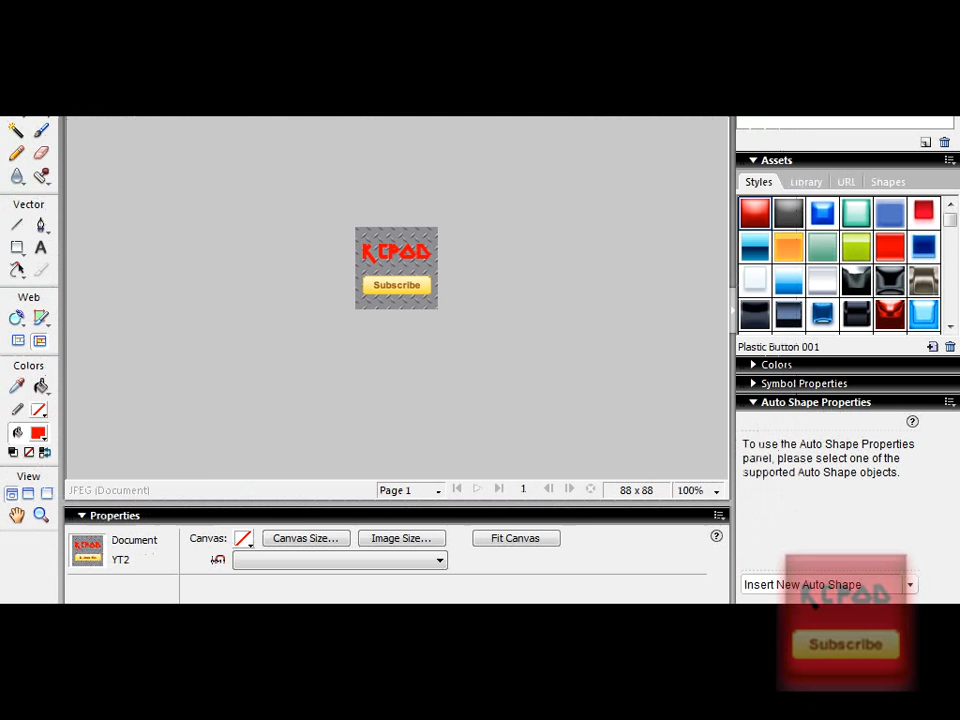 Assets
Styles
Library
URL
Shapes
Vector
KCPOD
Subscribe
Web
Plastic Button 001
Colors
Colors
Symbol Properties
Auto Shape Properties
To use the Auto Shape Properties
panel, please select one of the
supported Auto Shape objects.
View
JPEG (Document)
Page 1
1
88 x 88
100%
Properties
Document
YT2
Canvas:
Canvas Size...
Image Size...
Fit Canvas
Insert New Auto Shape
KCPOD
Subscribe